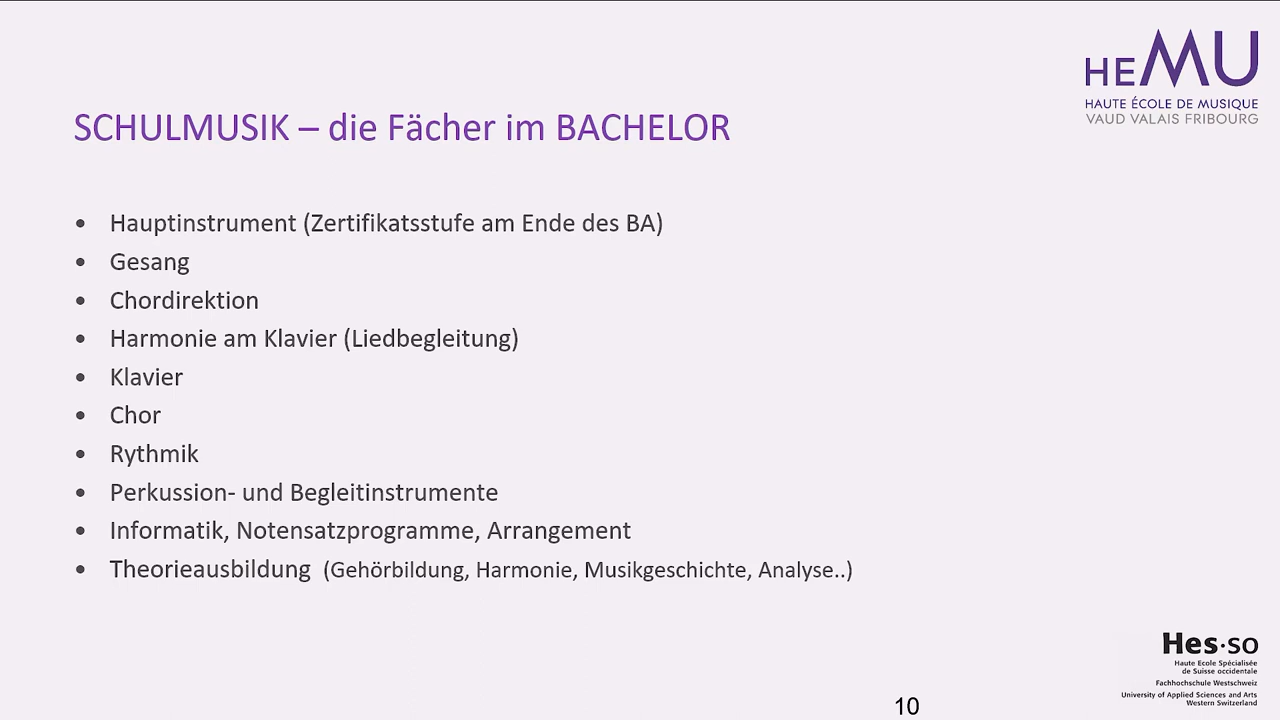 HEMU
HAUTE ÉCOLE DE MUSIQUE
VAUD VALAIS FRIBOURG
SCHULMUSIK – die Fächer im BACHELOR
• Hauptinstrument (Zertifikatsstufe am Ende des BA)
• Gesang
• Chordirektion
• Harmonie am Klavier (Liedbegleitung)
• Klavier
• Chor
• Rythmik
• Perkussion- und Begleitinstrumente
• Informatik, Notensatzprogramme, Arrangement
• Theorieausbildung (Gehörbildung, Harmonie, Musikgeschichte, Analyse..)
Hes·so
Haute Ecole Spécialisée
de Suisse occidentale
Fachhochschule Westschweiz
University of Applied Sciences and Arts
Western Switzerland
10